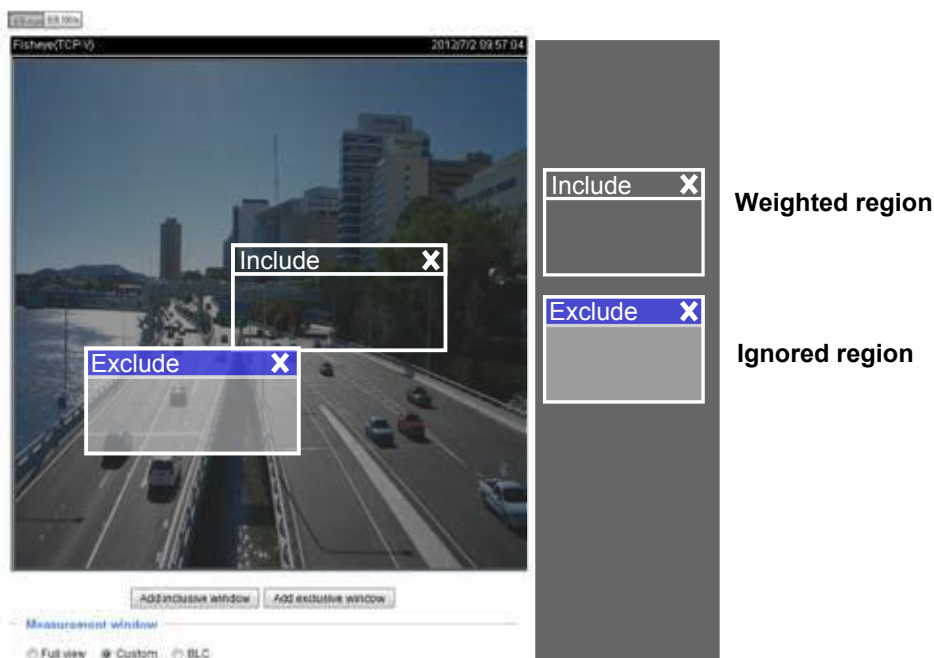 Fisheye(TCP-V) 2012/7/2 09:57:04
Include
Weighted region
Include
Exclude
Ignored region
Exclude
Add inclusive window Add exclusive window
Measurement window
Full view Custom BLC